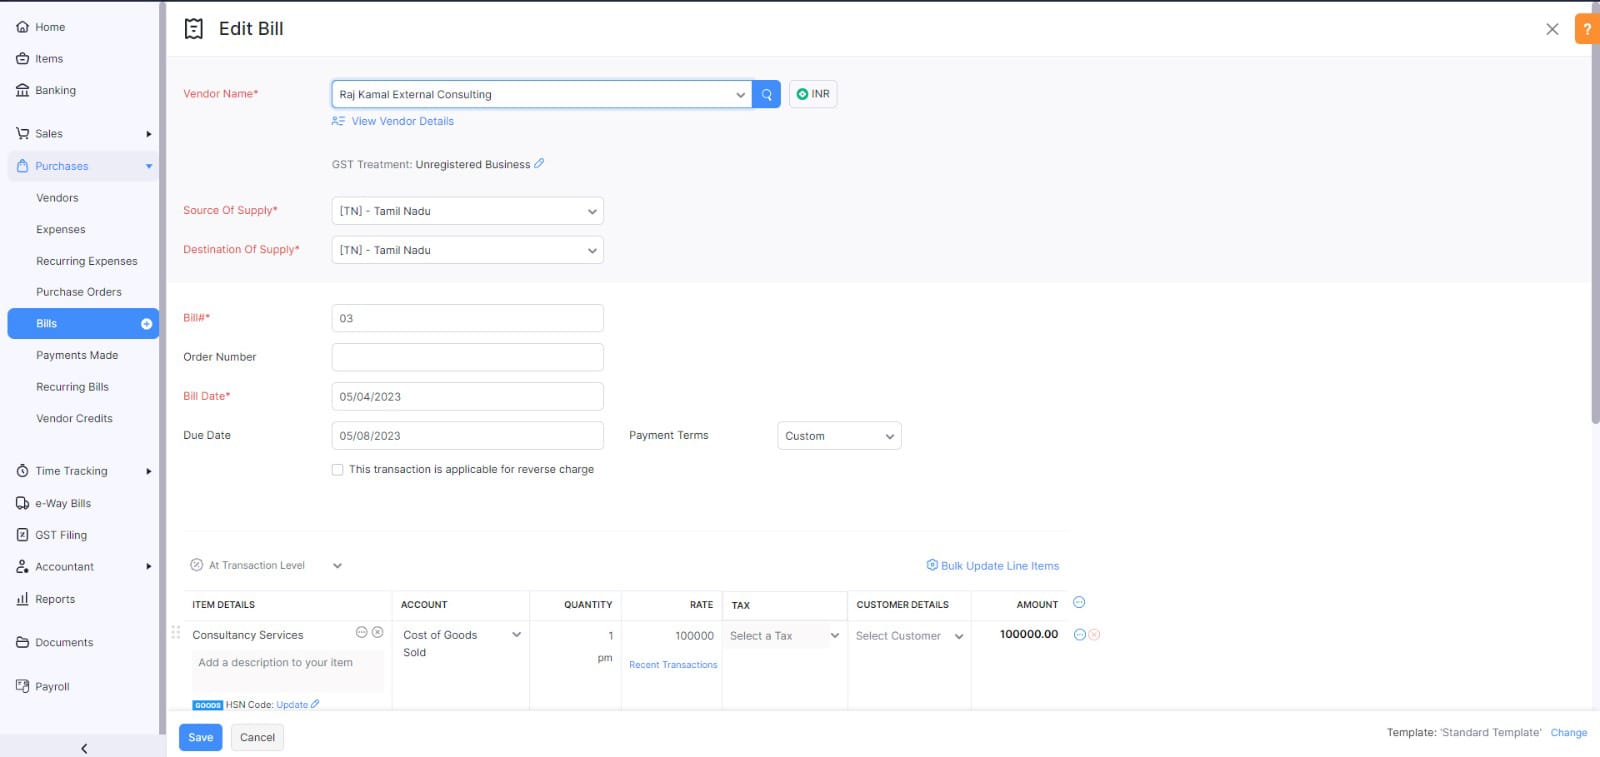 Home
Items
Banking
Sales
Purchases
Vendors
Expenses
Recurring Expenses
Purchase Orders
Bills
Payments Made
Recurring Bills
Vendor Credits
Time Tracking
e-Way Bills
GST Filing
Accountant
Reports
Documents
Payroll
Edit Bill
?
Vendor Name* Raj Kamal External Consulting INR
View Vendor Details
GST Treatment: Unregistered Business
Source Of Supply* [TN] - Tamil Nadu
Destination Of Supply* [TN] - Tamil Nadu
Bill#* 03
Order Number
Bill Date* 05/04/2023
Due Date 05/08/2023 Payment Terms Custom
This transaction is applicable for reverse charge
At Transaction Level Bulk Update Line Items
ITEM DETAILS ACCOUNT QUANTITY RATE TAX CUSTOMER DETAILS AMOUNT
Consultancy Services Cost of Goods Sold 1 100000 Select a Tax Select Customer 100000.00
pm
Add a description to your item Recent Transactions
GOODS HSN Code: Update
Save Cancel Template: 'Standard Template' Change